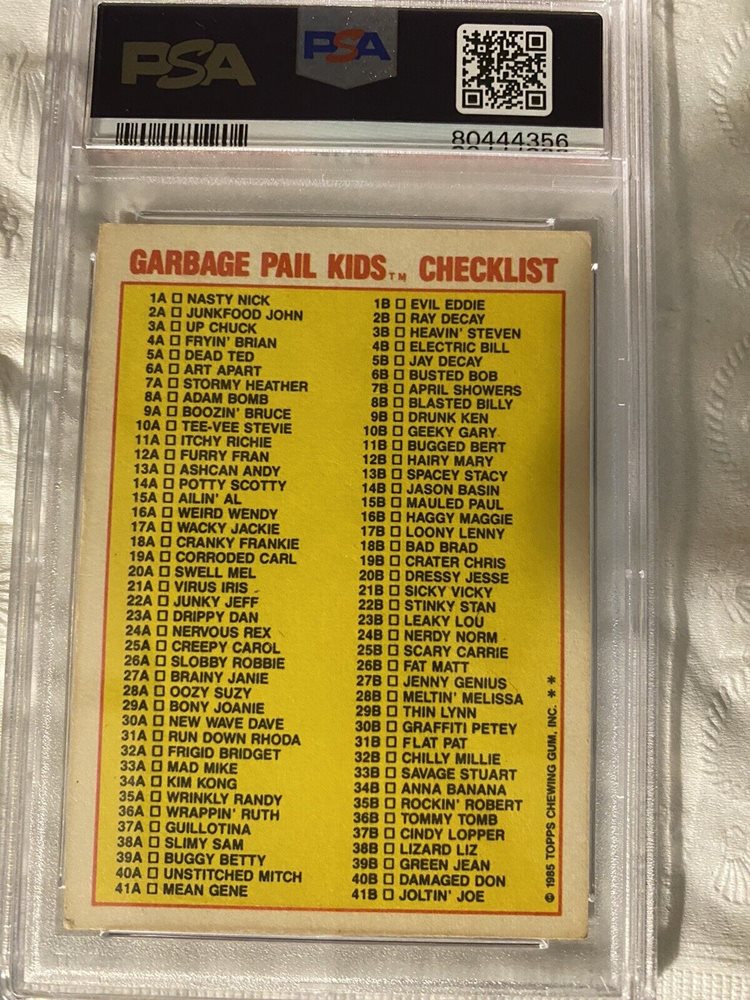 PSA PSA
80444356
GARBAGE PAIL KIDS™ CHECKLIST
1A □ NASTY NICK
2A □ JUNKFOOD JOHN
3A □ UP CHUCK
4A □ FRYIN' BRIAN
5A □ DEAD TED
6A □ ART APART
7A □ STORMY HEATHER
8A □ ADAM BOMB
9A □ BOOZIN' BRUCE
10A □ TEE-VEE STEVIE
11A □ ITCHY RICHIE
12A □ FURRY FRAN
13A □ ASHCAN ANDY
14A □ POTTY SCOTTY
15A □ AILIN' AL
16A □ WEIRD WENDY
17A □ WACKY JACKIE
18A □ CRANKY FRANKIE
19A □ CORRODED CARL
20A □ SWELL MEL
21A □ VIRUS IRIS
22A □ JUNKY JEFF
23A □ DRIPPY DAN
24A □ NERVOUS REX
25A □ CREEPY CAROL
26A □ SLOBBY ROBBIE
27A □ BRAINY JANIE
28A □ OOZY SUZY
29A □ BONY JOANIE
30A □ NEW WAVE DAVE
31A □ RUN DOWN RHODA
32A □ FRIGID BRIDGET
33A □ MAD MIKE
34A □ KIM KONG
35A □ WRINKLY RANDY
36A □ WRAPPIN' RUTH
37A □ GUILLOTINA
38A □ SLIMY SAM
39A □ BUGGY BETTY
40A □ UNSTITCHED MITCH
41A □ MEAN GENE
1B □ EVIL EDDIE
2B □ RAY DECAY
3B □ HEAVIN' STEVEN
4B □ ELECTRIC BILL
5B □ JAY DECAY
6B □ BUSTED BOB
7B □ APRIL SHOWERS
8B □ BLASTED BILLY
9B □ DRUNK KEN
10B □ GEEKY GARY
11B □ BUGGED BERT
12B □ HAIRY MARY
13B □ SPACEY STACY
14B □ JASON BASIN
15B □ MAULED PAUL
16B □ HAGGY MAGGIE
17B □ LOONY LENNY
18B □ BAD BRAD
19B □ CRATER CHRIS
20B □ DRESSY JESSE
21B □ SICKY VICKY
22B □ STINKY STAN
23B □ LEAKY LOU
24B □ NERDY NORM
25B □ SCARY CARRIE
26B □ FAT MATT
27B □ JENNY GENIUS
28B □ MELTIN' MELISSA
29B □ THIN LYNN
30B □ GRAFFITI PETEY
31B □ FLAT PAT
32B □ CHILLY MILLIE
33B □ SAVAGE STUART
34B □ ANNA BANANA
35B □ ROCKIN' ROBERT
36B □ TOMMY TOMB
37B □ CINDY LOPPER
38B □ LIZARD LIZ
39B □ GREEN JEAN
40B □ DAMAGED DON
41B □ JOLTIN' JOE
© 1985 TOPPS CHEWING GUM, INC. * *